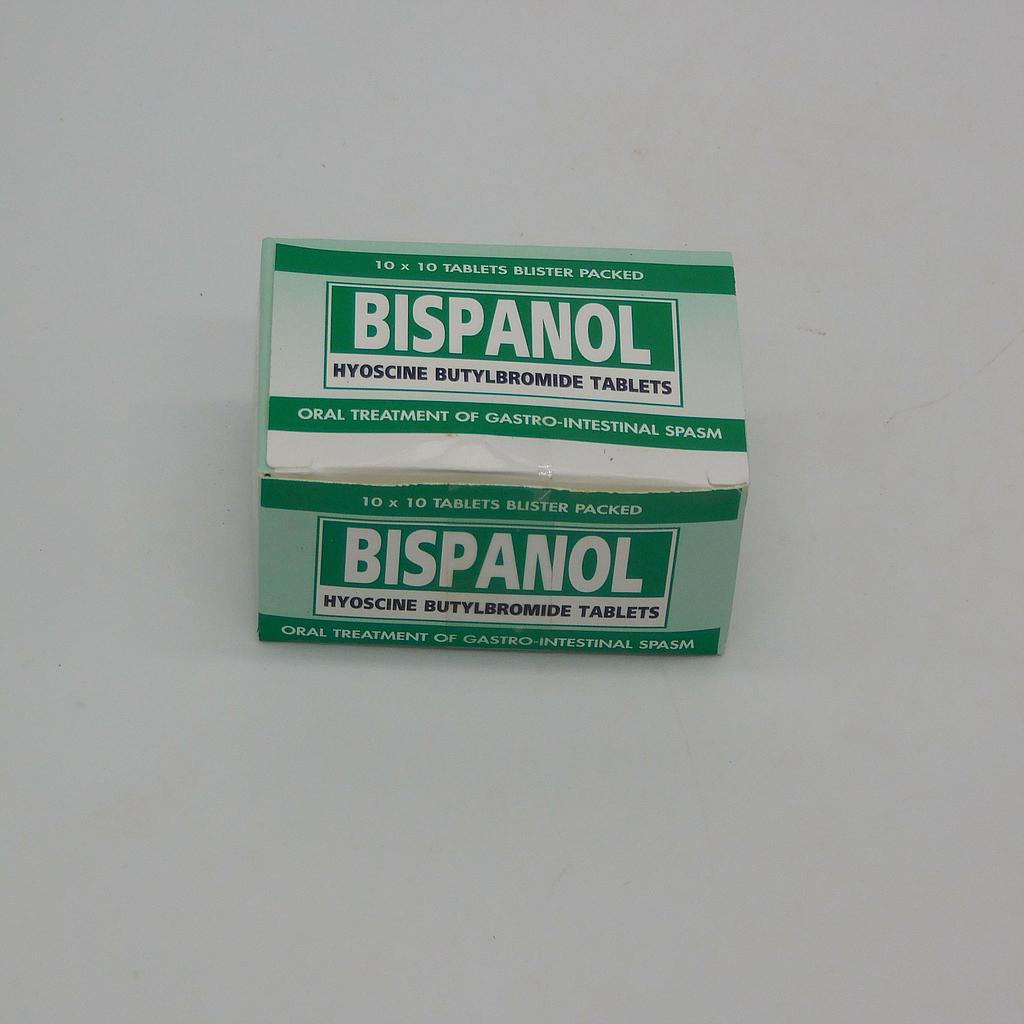 10 x 10 TABLETS BLISTER PACKED
BISPANOL
HYOSCINE BUTYLBROMIDE TABLETS
ORAL TREATMENT OF GASTRO-INTESTINAL SPASM
10 x 10 TABLETS BLISTER PACKED
BISPANOL
HYOSCINE BUTYLBROMIDE TABLETS
ORAL TREATMENT OF GASTRO-INTESTINAL SPASM